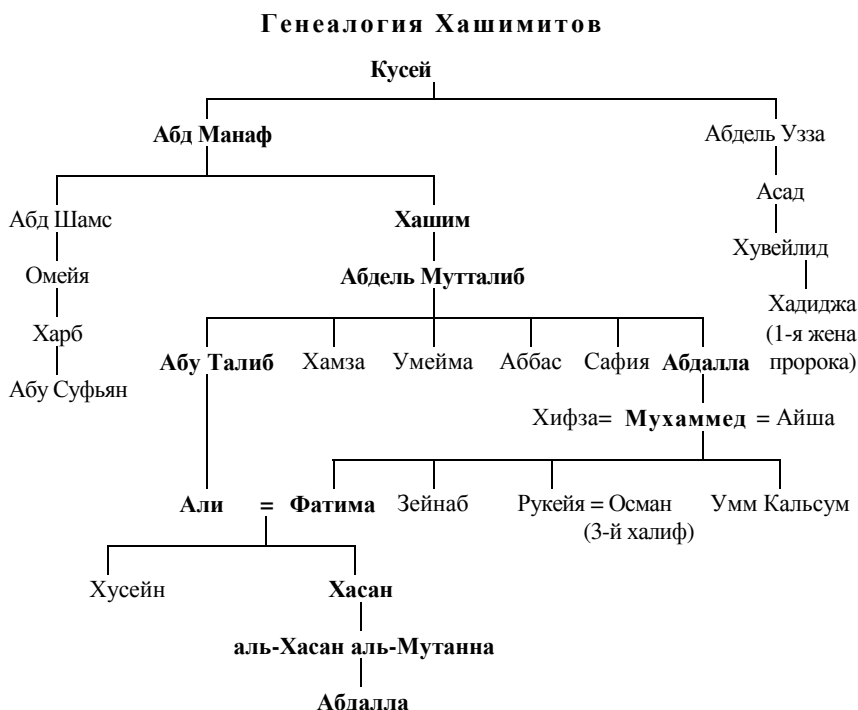 Генеалогия Хашимитов
Кусей
Абд Манаф
Абдель Узза
Абд Шамс
Хашим
Асад
Омейя
Абдель Мутталиб
Хувейлид
Харб
Абу Суфьян
Абу Талиб
Хамза
Умейма
Аббас
Сафия
Абдалла
Хадиджа
(1-я жена
пророка)
Хифза= Мухаммед = Айша
Али = Фатима
Зейнаб
Рукейя = Осман
(3-й халиф)
Умм Кальсум
Хусейн
Хасан
аль-Хасан аль-Мутанна
Абдалла